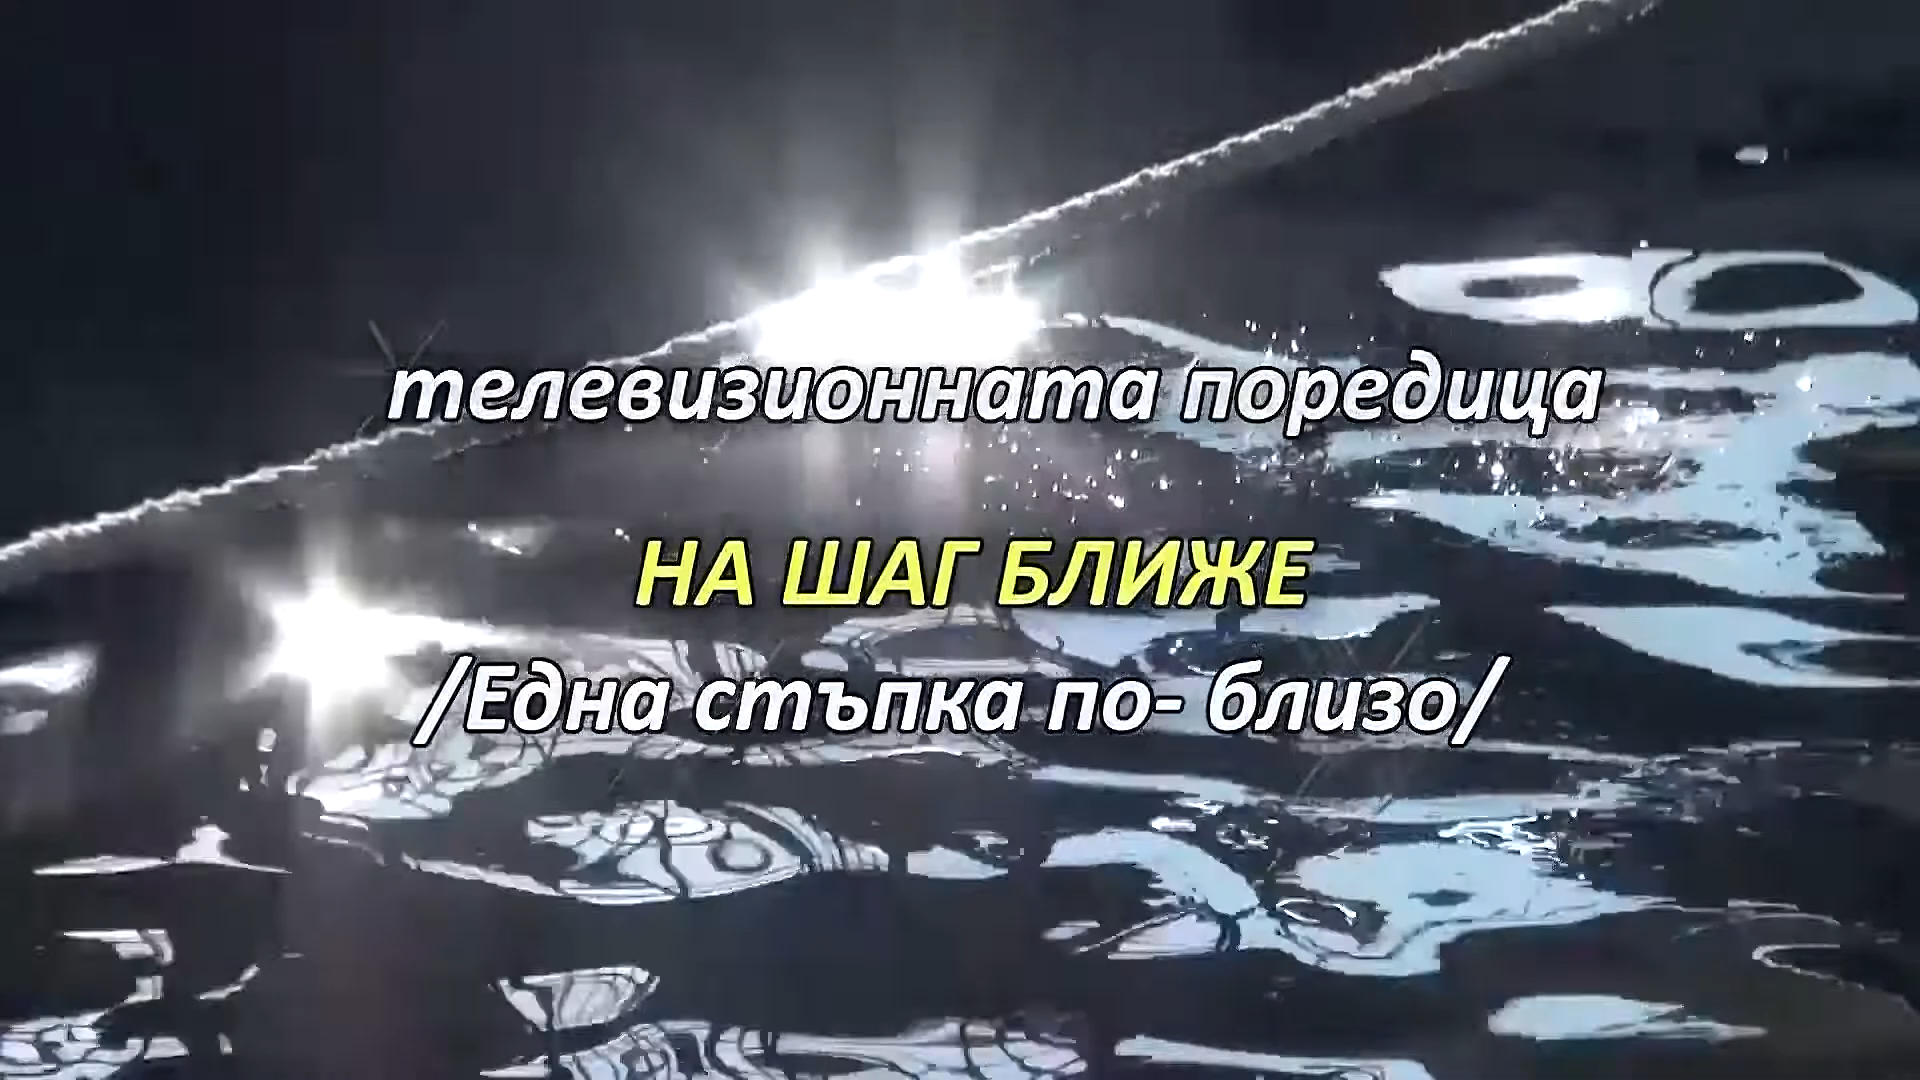 телевизионната поредица
НА ШАГ БЛИЖЕ
/Една стъпка по- близо/